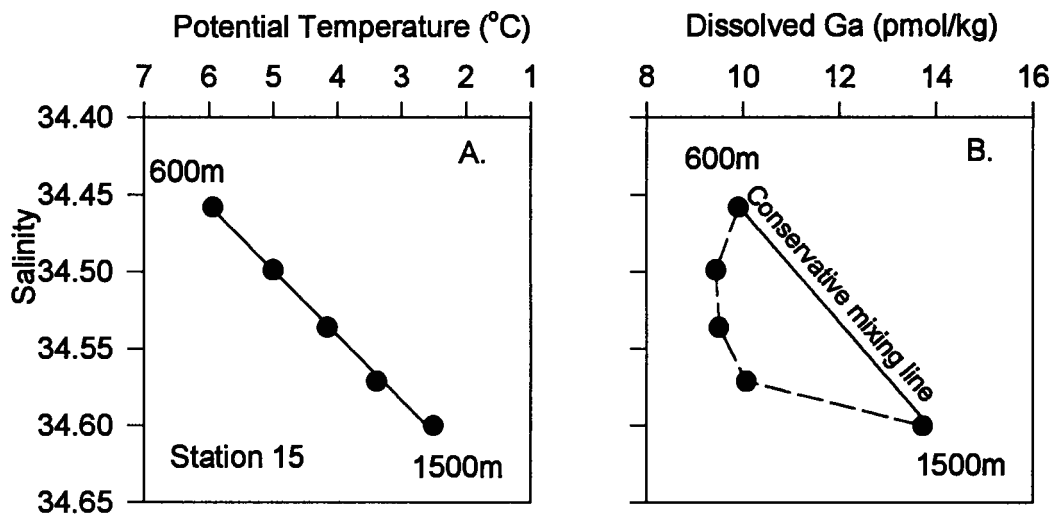 Potential Temperature (°C)
7 6 5 4 3 2 1
Salinity
34.40
34.45
34.50
34.55
34.60
34.65
A.
600m
1500m
Station 15
Dissolved Ga (pmol/kg)
8 10 12 14 16
B.
600m
Conservative mixing line
1500m